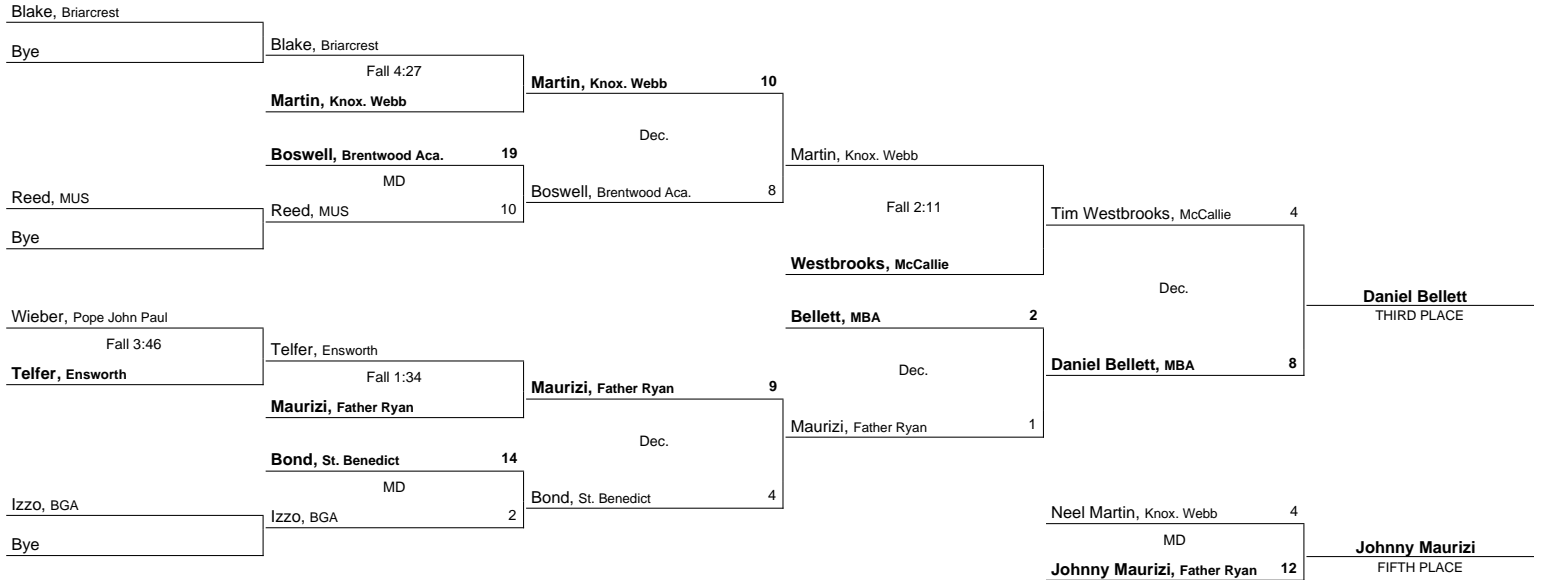 Blake, Briarcrest
Bye
Reed, MUS
Bye
Wieber, Pope John Paul
Fall 3:46
Telfer, Ensworth
Izzo, BGA
Bye
Blake, Briarcrest
Fall 4:27
Martin, Knox. Webb
Boswell, Brentwood Aca. 19
MD
Reed, MUS 10
Telfer, Ensworth
Fall 1:34
Maurizi, Father Ryan
Bond, St. Benedict 14
MD
Izzo, BGA 2
Martin, Knox. Webb 10
Dec.
Boswell, Brentwood Aca. 8
Maurizi, Father Ryan 9
Dec.
Bond, St. Benedict 4
Martin, Knox. Webb
Fall 2:11
Westbrooks, McCallie
Bellett, MBA 2
Dec.
Maurizi, Father Ryan 1
Tim Westbrooks, McCallie 4
Dec.
Daniel Bellett, MBA 8
Daniel Bellett
THIRD PLACE
Neel Martin, Knox. Webb 4
MD
Johnny Maurizi, Father Ryan 12
Johnny Maurizi
FIFTH PLACE